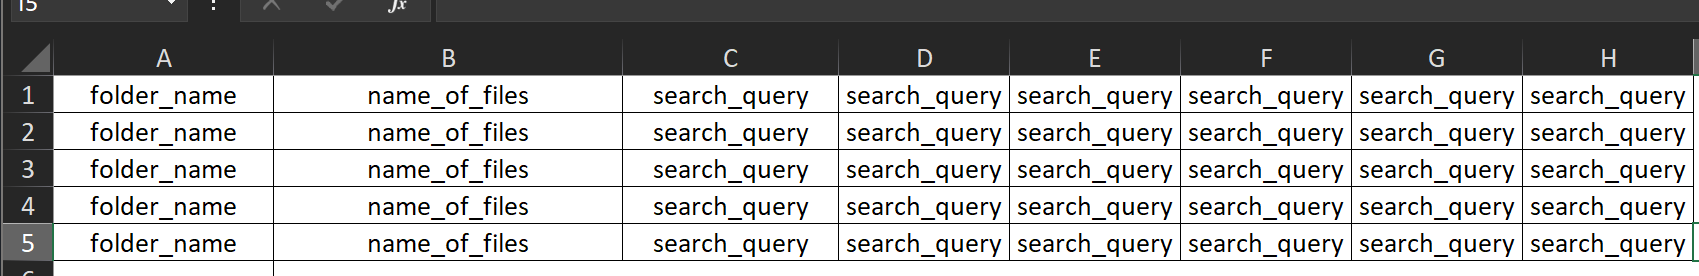 I5 fx
A B C D E F G H
1 folder_name name_of_files search_query search_query search_query search_query search_query search_query
2 folder_name name_of_files search_query search_query search_query search_query search_query search_query
3 folder_name name_of_files search_query search_query search_query search_query search_query search_query
4 folder_name name_of_files search_query search_query search_query search_query search_query search_query
5 folder_name name_of_files search_query search_query search_query search_query search_query search_query
6